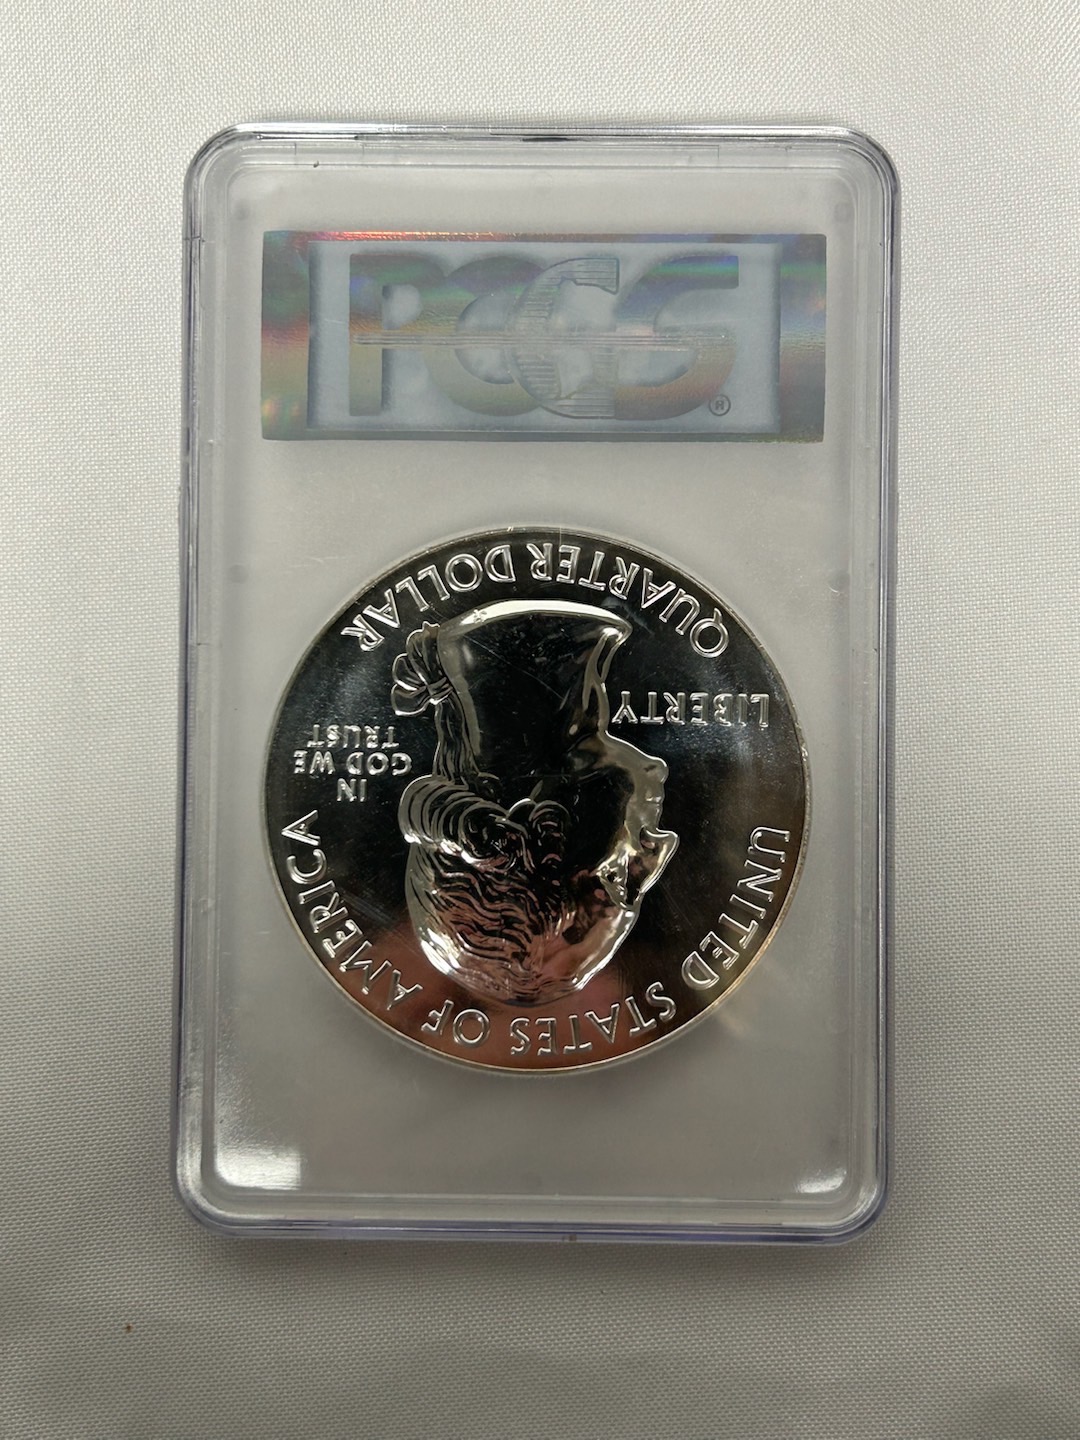 PCGS®
UNITED STATES OF AMERICA
LIBERTY
IN
GOD WE
TRUST
QUARTER DOLLAR